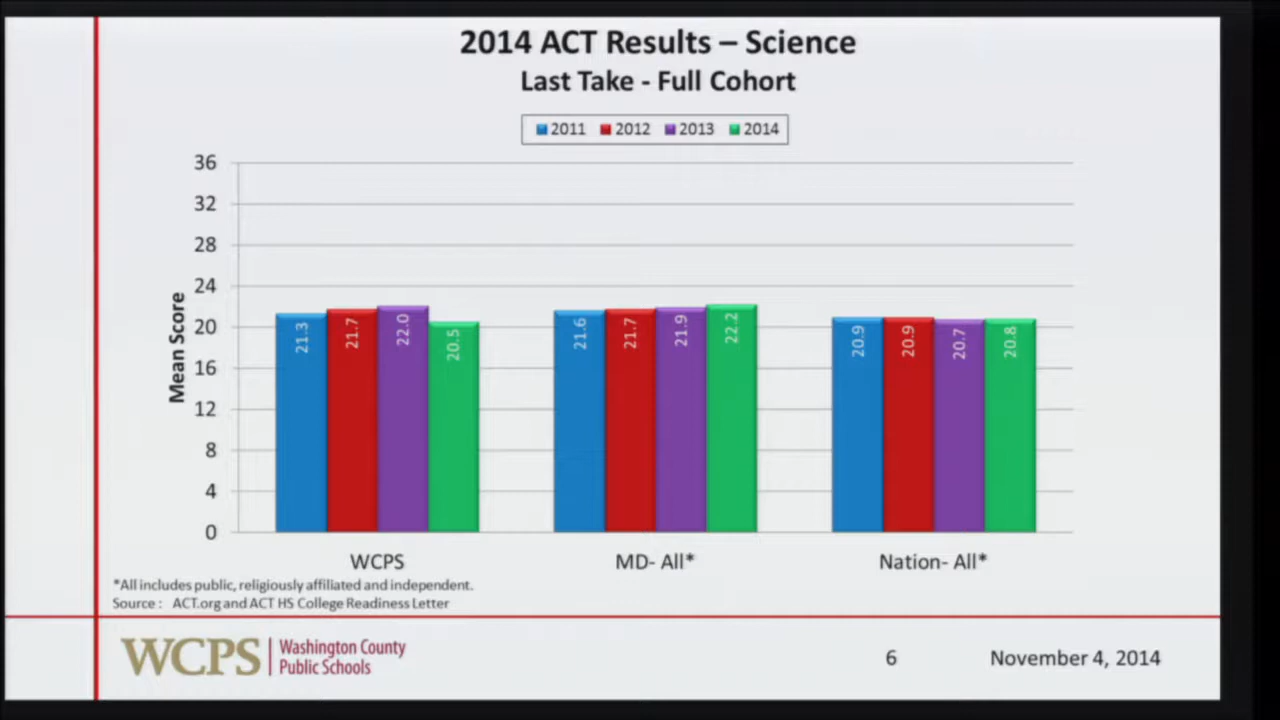 2014 ACT Results – Science
Last Take - Full Cohort
2011 2012 2013 2014
36
32
28
24
20
16
12
8
4
0
Mean Score
21.3 21.7 22.0 20.5
21.6 21.7 21.9 22.2
20.9 20.9 20.7 20.8
WCPS MD- All* Nation- All*
*All includes public, religiously affiliated and independent.
Source : ACT.org and ACT HS College Readiness Letter
WCPS
Washington County
Public Schools
6
November 4, 2014